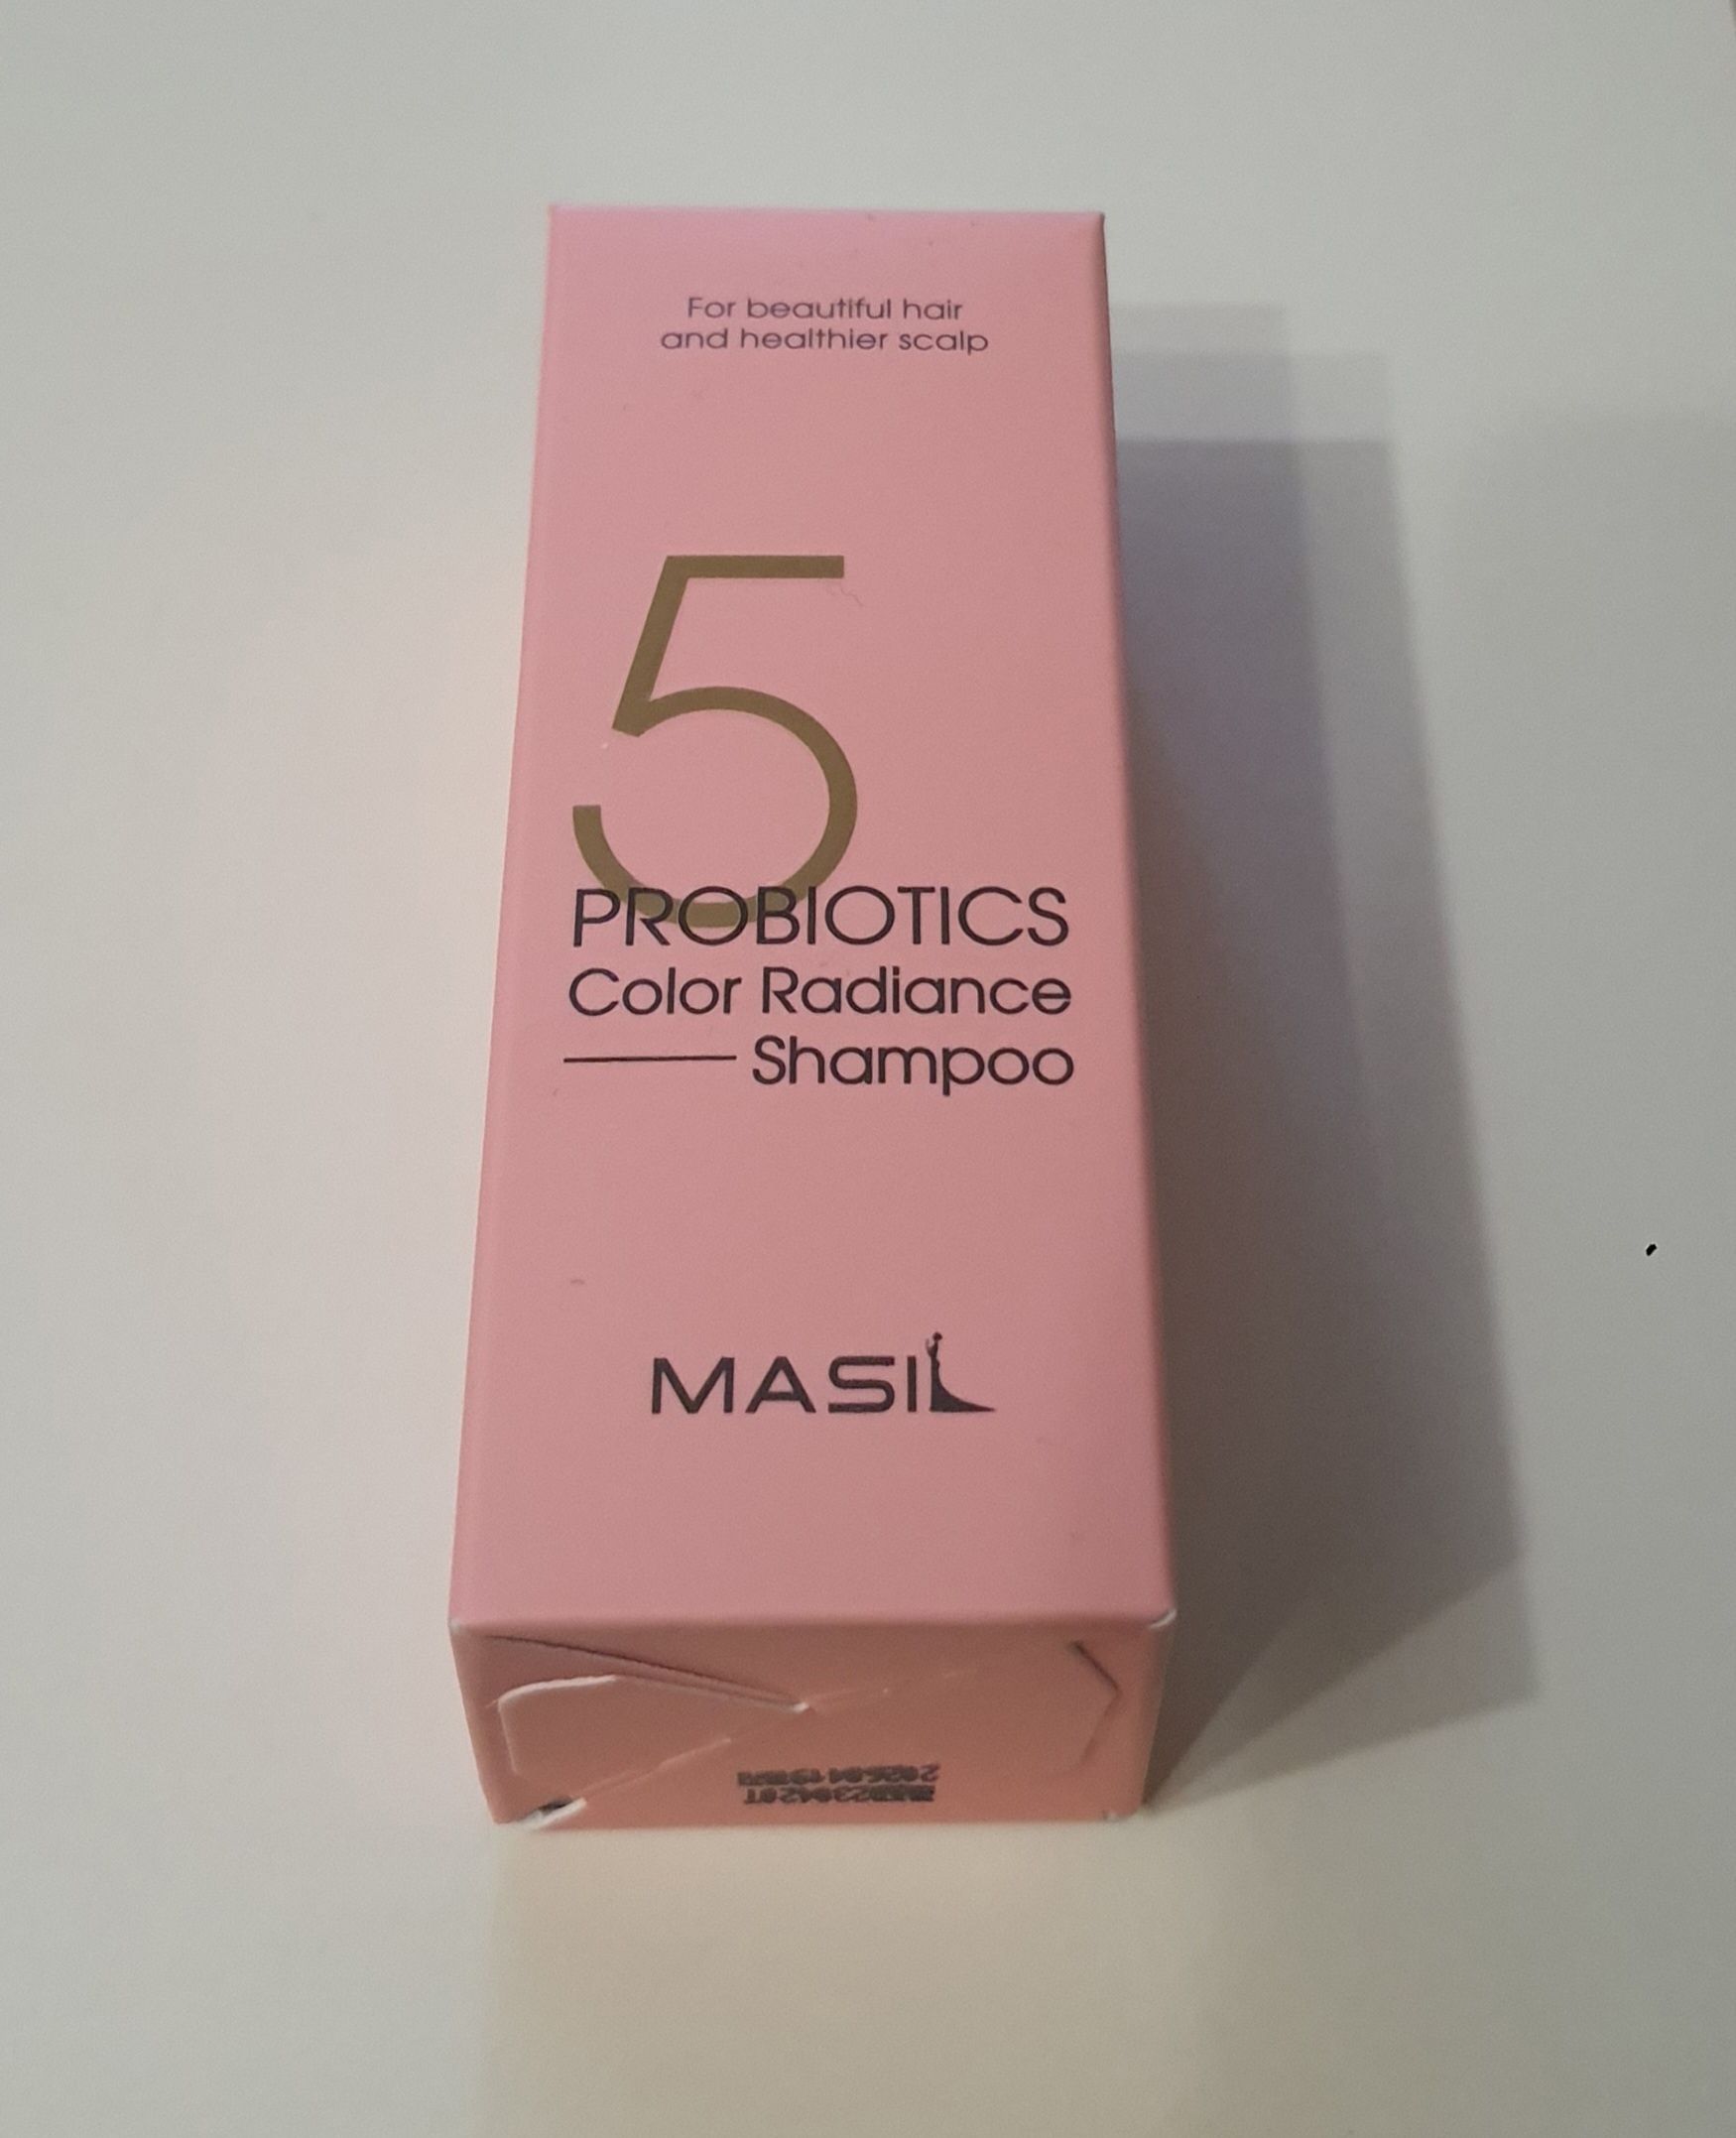 For beautiful hair
and healthier scalp
5
PROBIOTICS
Color Radiance
Shampoo
MASIL